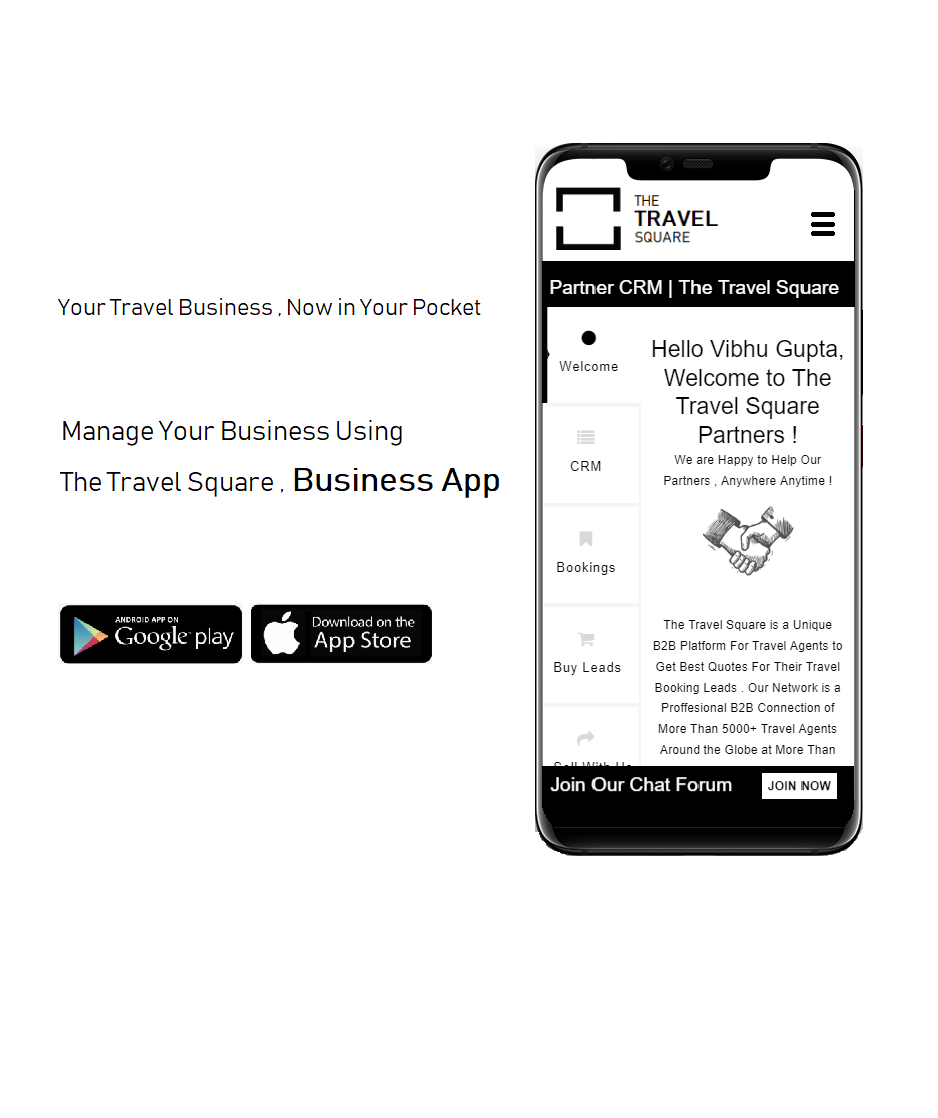 Your Travel Business , Now in Your Pocket
Manage Your Business Using
The Travel Square , Business App
ANDROID APP ON
Google play
Download on the
App Store
THE
TRAVEL
SQUARE
Partner CRM | The Travel Square
Welcome
CRM
Bookings
Buy Leads
Sell With Us
Hello Vibhu Gupta,
Welcome to The
Travel Square
Partners !
We are Happy to Help Our
Partners , Anywhere Anytime !
The Travel Square is a Unique
B2B Platform For Travel Agents to
Get Best Quotes For Their Travel
Booking Leads . Our Network is a
Proffesional B2B Connection of
More Than 5000+ Travel Agents
Around the Globe at More Than
Join Our Chat Forum
JOIN NOW